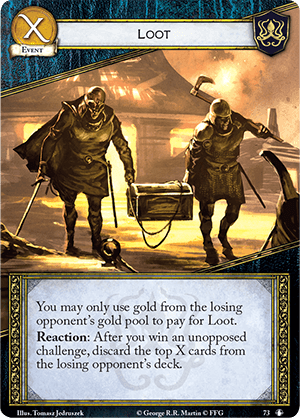 X
Event
Loot
You may only use gold from the losing
opponent's gold pool to pay for Loot.
Reaction: After you win an unopposed
challenge, discard the top X cards from
the losing opponent's deck.
Illus. Tomasz Jedruszek
© George R.R. Martin © FFG
73